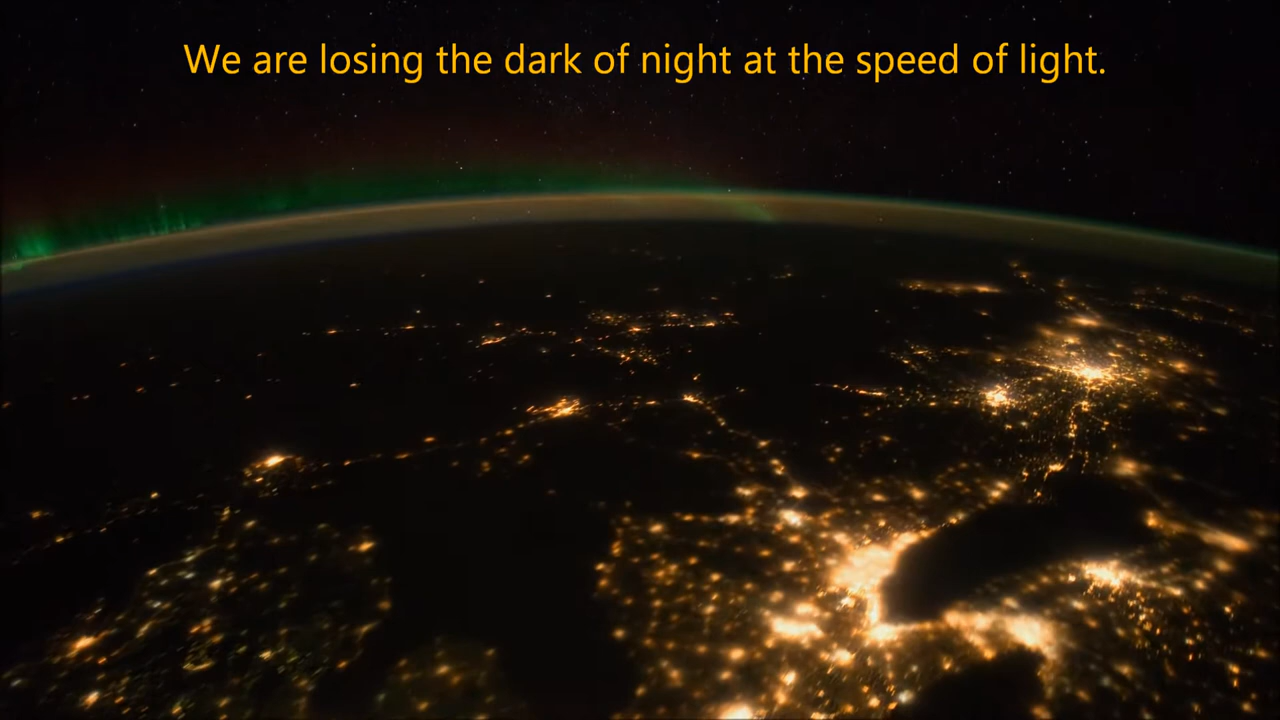 We are losing the dark of night at the speed of light.